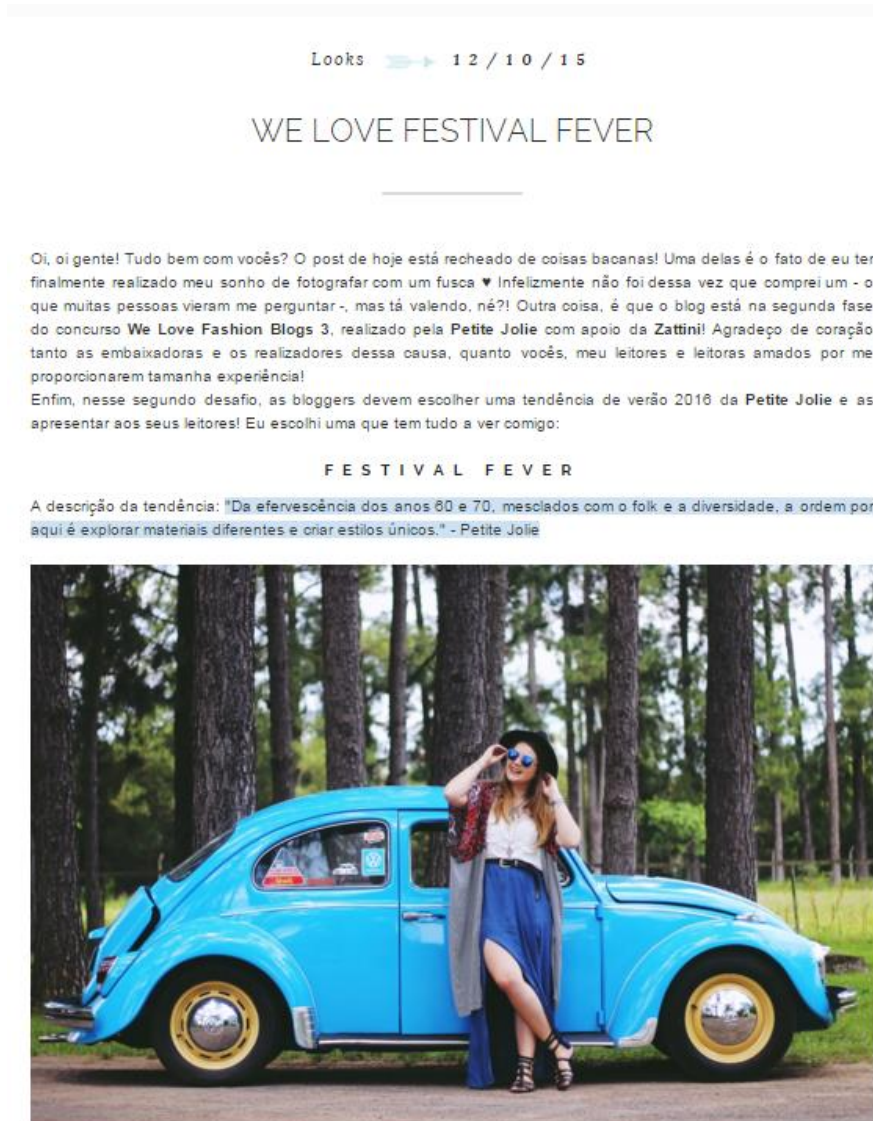 Looks 12/10/15
WE LOVE FESTIVAL FEVER
Oi, oi gente! Tudo bem com vocês? O post de hoje está recheado de coisas bacanas! Uma delas é o fato de eu ter
finalmente realizado meu sonho de fotografar com um fusca ♥ Infelizmente não foi dessa vez que comprei um - o
que muitas pessoas vieram me perguntar -, mas tá valendo, né?! Outra coisa, é que o blog está na segunda fase
do concurso We Love Fashion Blogs 3, realizado pela Petite Jolie com apoio da Zattini! Agradeço de coração
tanto as embaixadoras e os realizadores dessa causa, quanto vocês, meu leitores e leitoras amados por me
proporcionarem tamanha experiência!
Enfim, nesse segundo desafio, as bloggers devem escolher uma tendência de verão 2016 da Petite Jolie e as
apresentar aos seus leitores! Eu escolhi uma que tem tudo a ver comigo:
FESTIVAL FEVER
A descrição da tendência: "Da efervescência dos anos 60 e 70, mesclados com o folk e a diversidade, a ordem por
aqui é explorar materiais diferentes e criar estilos únicos." - Petite Jolie